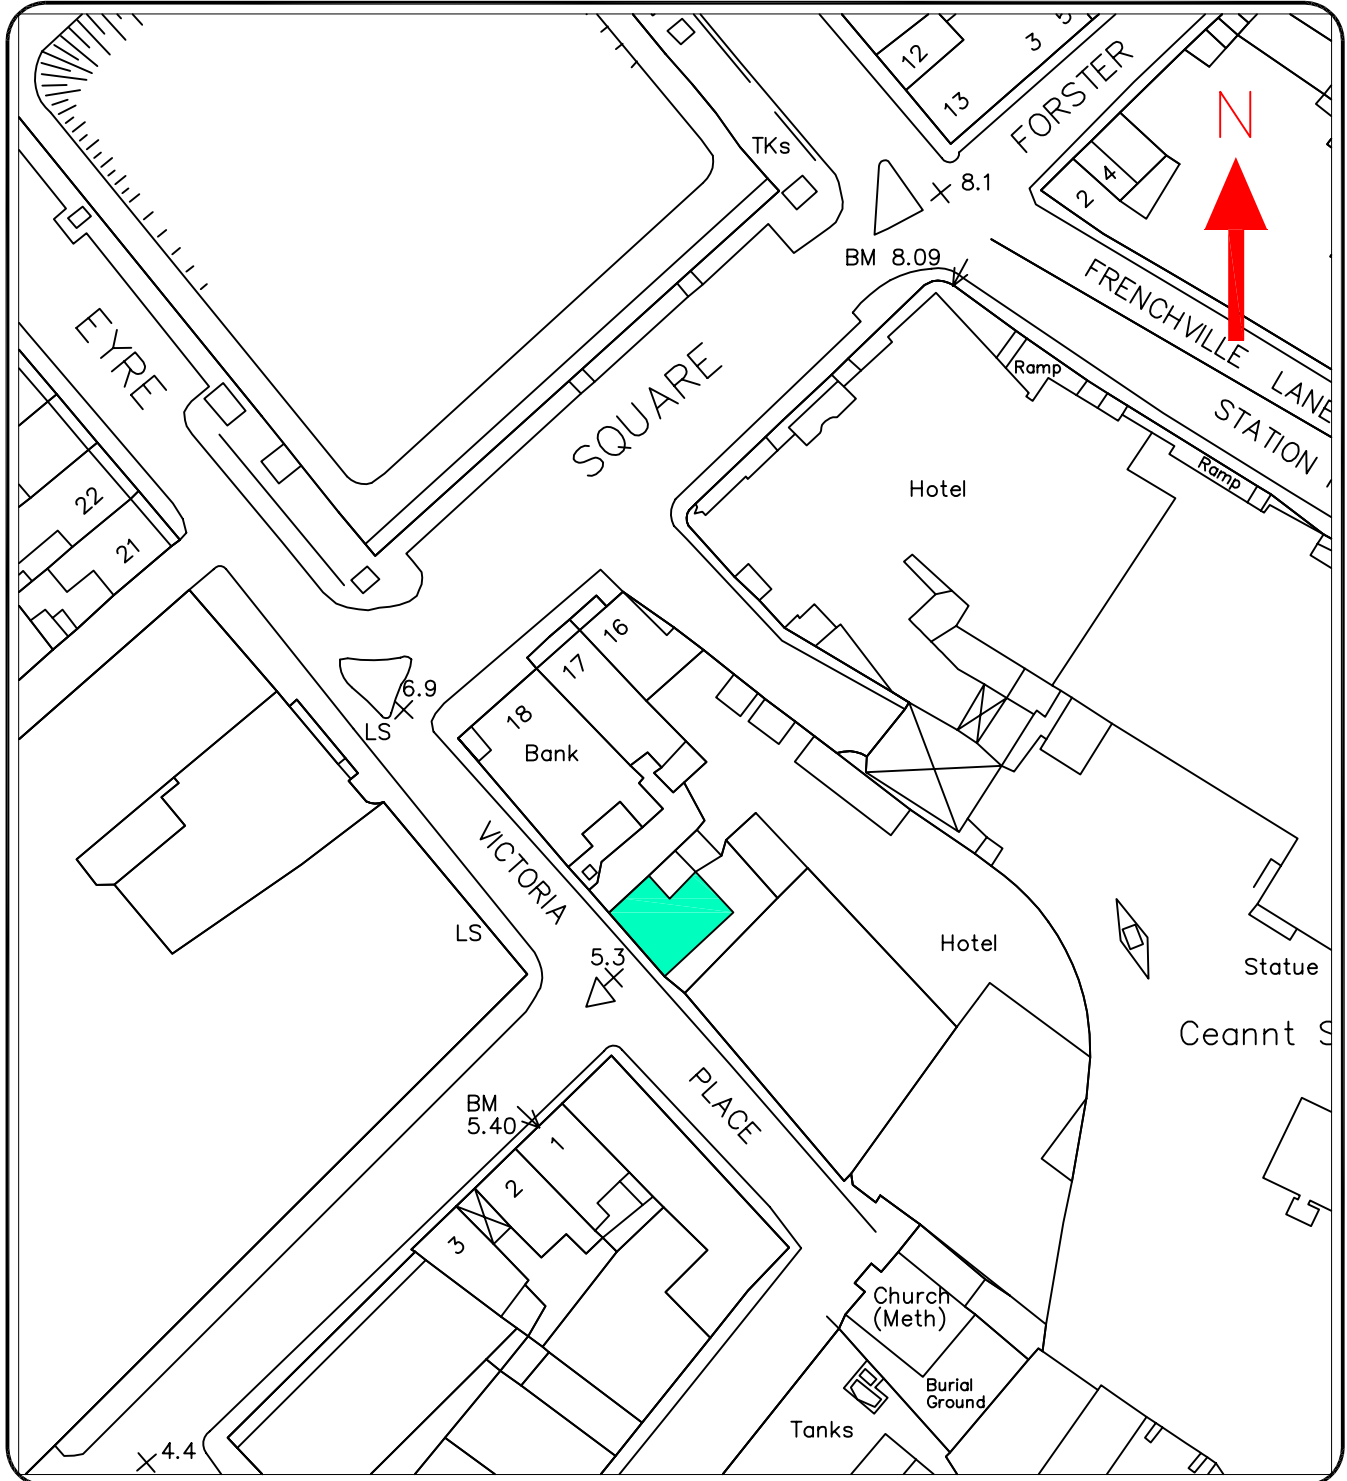 12
3
5
13
FORSTER
N
TKs
8.1
4
2
BM 8.09
FRENCHVILLE LANE
EYRE
SQUARE
Ramp
STATION
Ramp
Hotel
22
21
16
17
18
6.9
LS
Bank
VICTORIA
LS
5.3
Hotel
Statue
Ceannt S
PLACE
BM
5.40
1
2
3
Church
(Meth)
Burial
Ground
Tanks
4.4